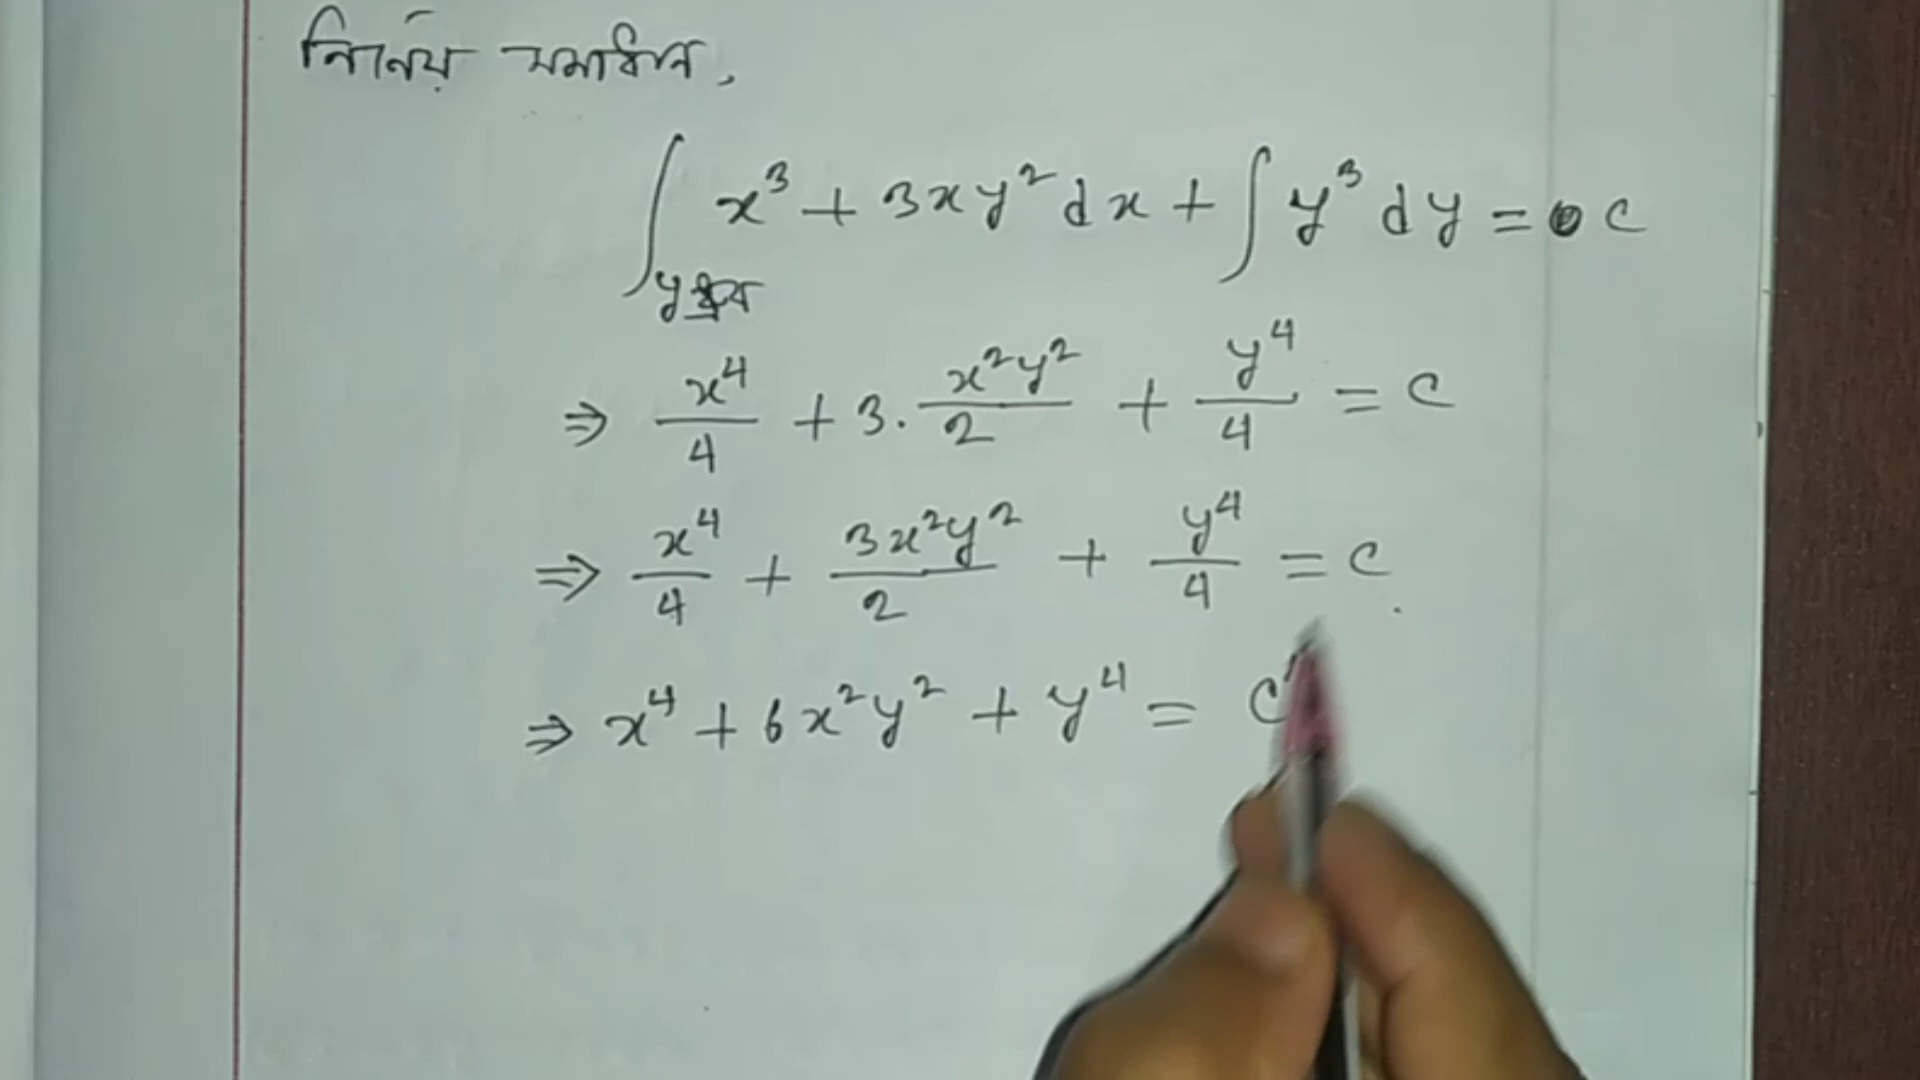 নির্ণেয় সমাধান,
∫ x³ + 3xy² dx + ∫ y³ dy = c
y ধ্রুব
⇒ x⁴/4 + 3. x²y²/2 + y⁴/4 = c
⇒ x⁴/4 + 3x²y²/2 + y⁴/4 = c
⇒ x⁴ + 6x²y² + y⁴ = c'